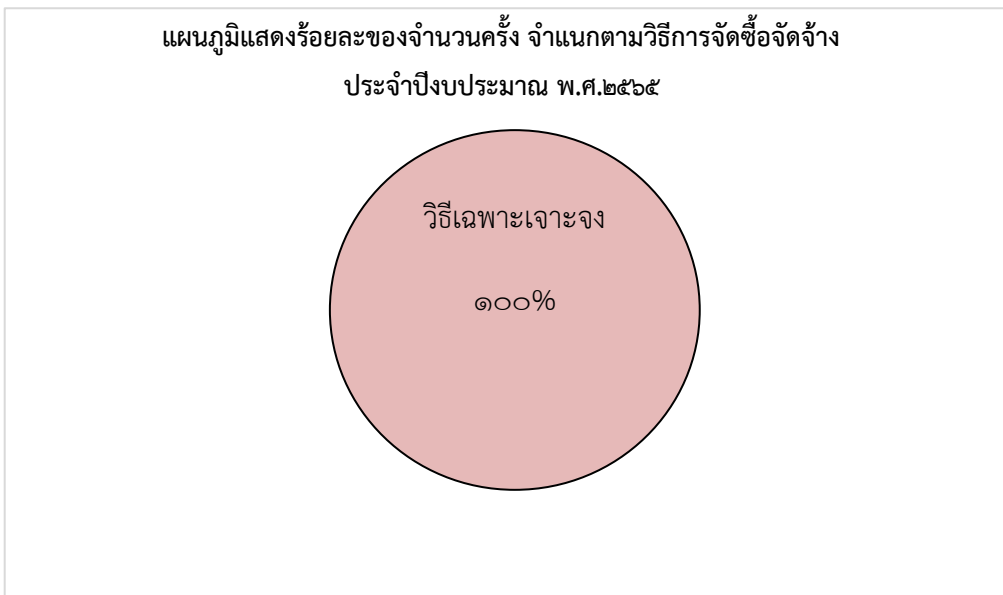 แผนภูมิแสดงร้อยละของจำนวนครั้ง จำแนกตามวิธีการจัดซื้อจัดจ้าง
ประจำปีงบประมาณ พ.ศ.๒๕๖๕
วิธีเฉพาะเจาะจง
๑๐๐%